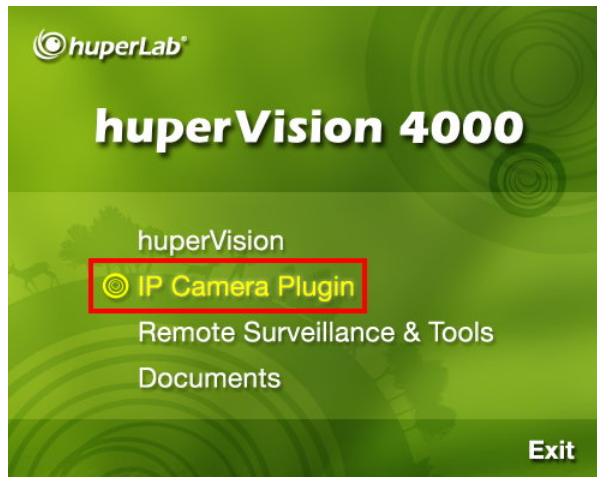 huperLab®
huperVision 4000
huperVision
IP Camera Plugin
Remote Surveillance & Tools
Documents
Exit